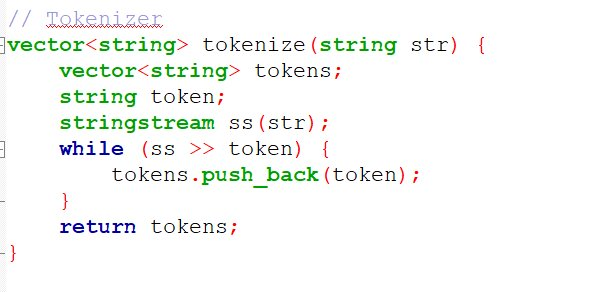 // Tokenizer
vector<string> tokenize(string str) {
    vector<string> tokens;
    string token;
    stringstream ss(str);
    while (ss >> token) {
        tokens.push_back(token);
    }
    return tokens;
}